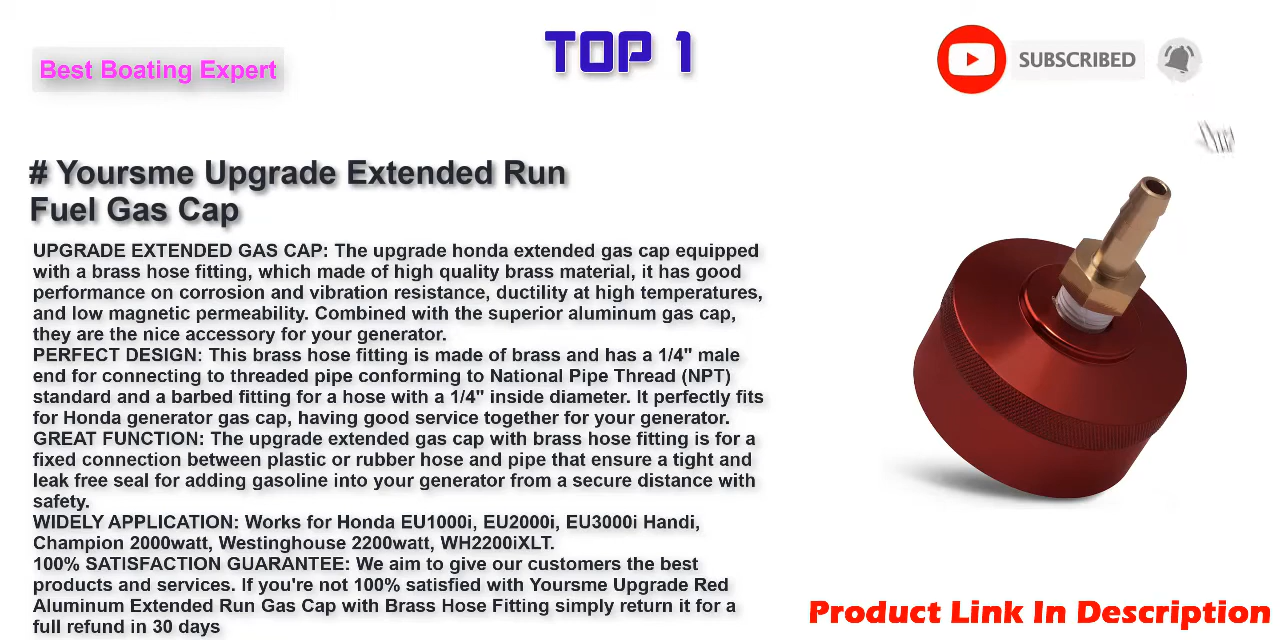 Best Boating Expert
TOP 1
SUBSCRIBED
# Yoursme Upgrade Extended Run
Fuel Gas Cap
UPGRADE EXTENDED GAS CAP: The upgrade honda extended gas cap equipped
with a brass hose fitting, which made of high quality brass material, it has good
performance on corrosion and vibration resistance, ductility at high temperatures,
and low magnetic permeability. Combined with the superior aluminum gas cap,
they are the nice accessory for your generator.
PERFECT DESIGN: This brass hose fitting is made of brass and has a 1/4" male
end for connecting to threaded pipe conforming to National Pipe Thread (NPT)
standard and a barbed fitting for a hose with a 1/4" inside diameter. It perfectly fits
for Honda generator gas cap, having good service together for your generator.
GREAT FUNCTION: The upgrade extended gas cap with brass hose fitting is for a
fixed connection between plastic or rubber hose and pipe that ensure a tight and
leak free seal for adding gasoline into your generator from a secure distance with
safety.
WIDELY APPLICATION: Works for Honda EU1000i, EU2000i, EU3000i Handi,
Champion 2000watt, Westinghouse 2200watt, WH2200iXLT.
100% SATISFACTION GUARANTEE: We aim to give our customers the best
products and services. If you're not 100% satisfied with Yoursme Upgrade Red
Aluminum Extended Run Gas Cap with Brass Hose Fitting simply return it for a
full refund in 30 days
Product Link In Description